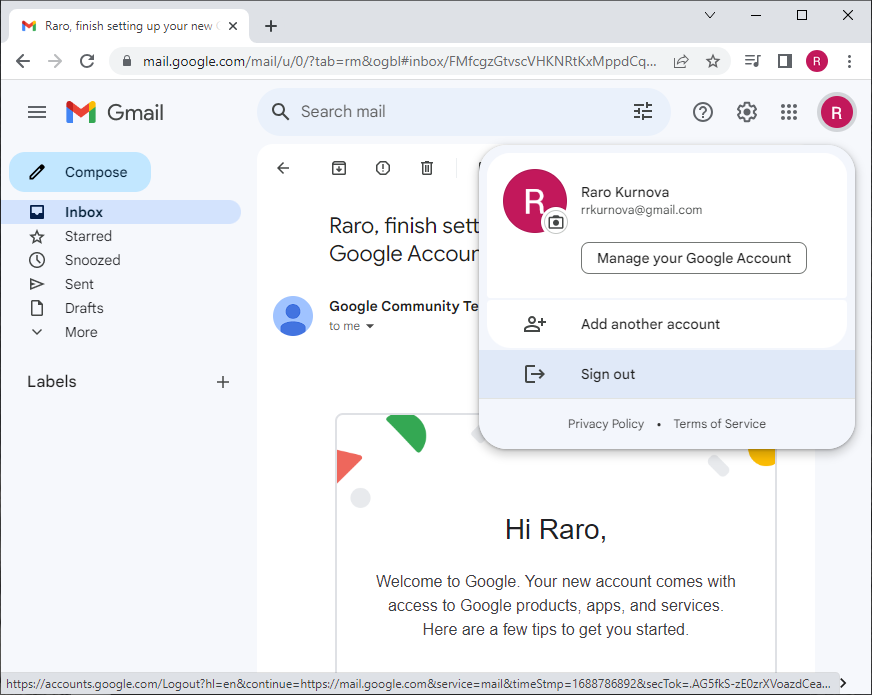 Raro, finish setting up your new
mail.google.com/mail/u/0/?tab=rm&ogbl#inbox/FMfcgzGtvscVHKNRtKxMppdCq...
R
Gmail
Search mail
R
Compose
Inbox
Starred
Snoozed
Sent
Drafts
More
Labels
Raro, finish sett
Google Accoun
Google Community Te
to me
R
Raro Kurnova
rrkurnova@gmail.com
Manage your Google Account
Add another account
Sign out
Privacy Policy • Terms of Service
Hi Raro,
Welcome to Google. Your new account comes with
access to Google products, apps, and services.
Here are a few tips to get you started.
https://accounts.google.com/Logout?hl=en&continue=https://mail.google.com&service=mail&timeStmp=1688786892&secTok=.AG5fkS-zE0zrXVoazdCea...